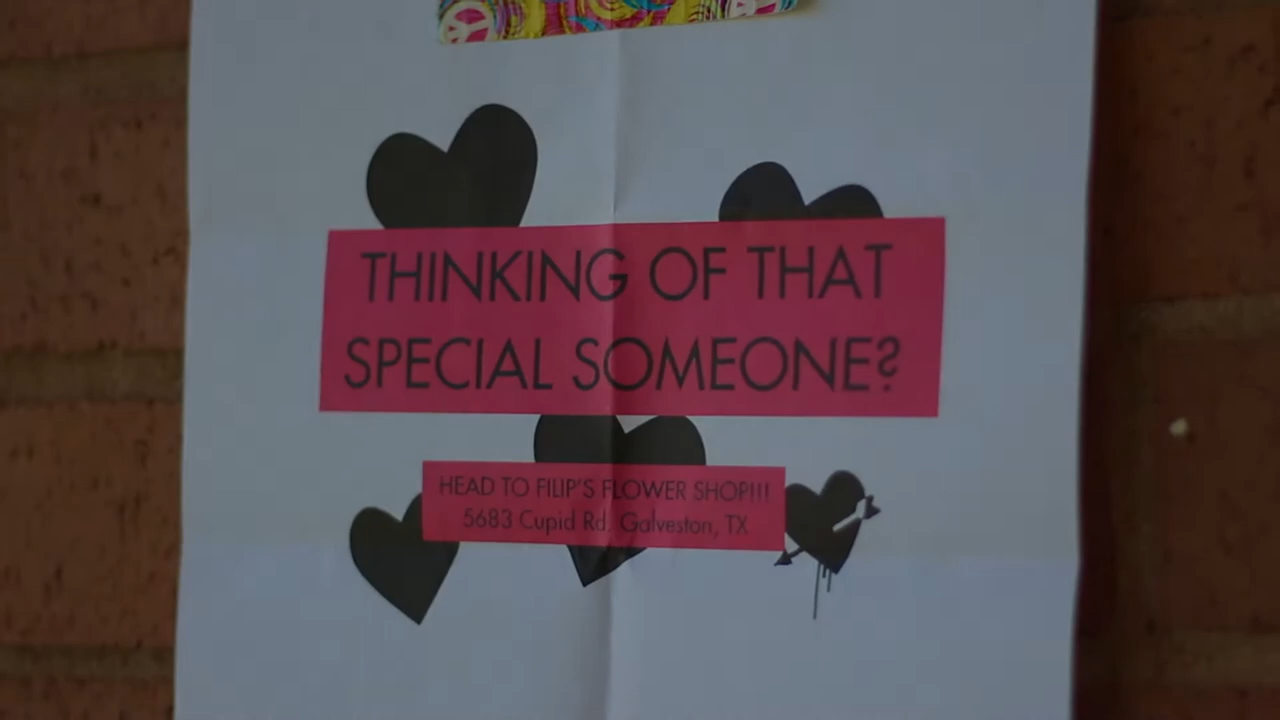 THINKING OF THAT
SPECIAL SOMEONE?
HEAD TO FILIP'S FLOWER SHOP!!!
5683 Cupid Rd. Galveston, TX